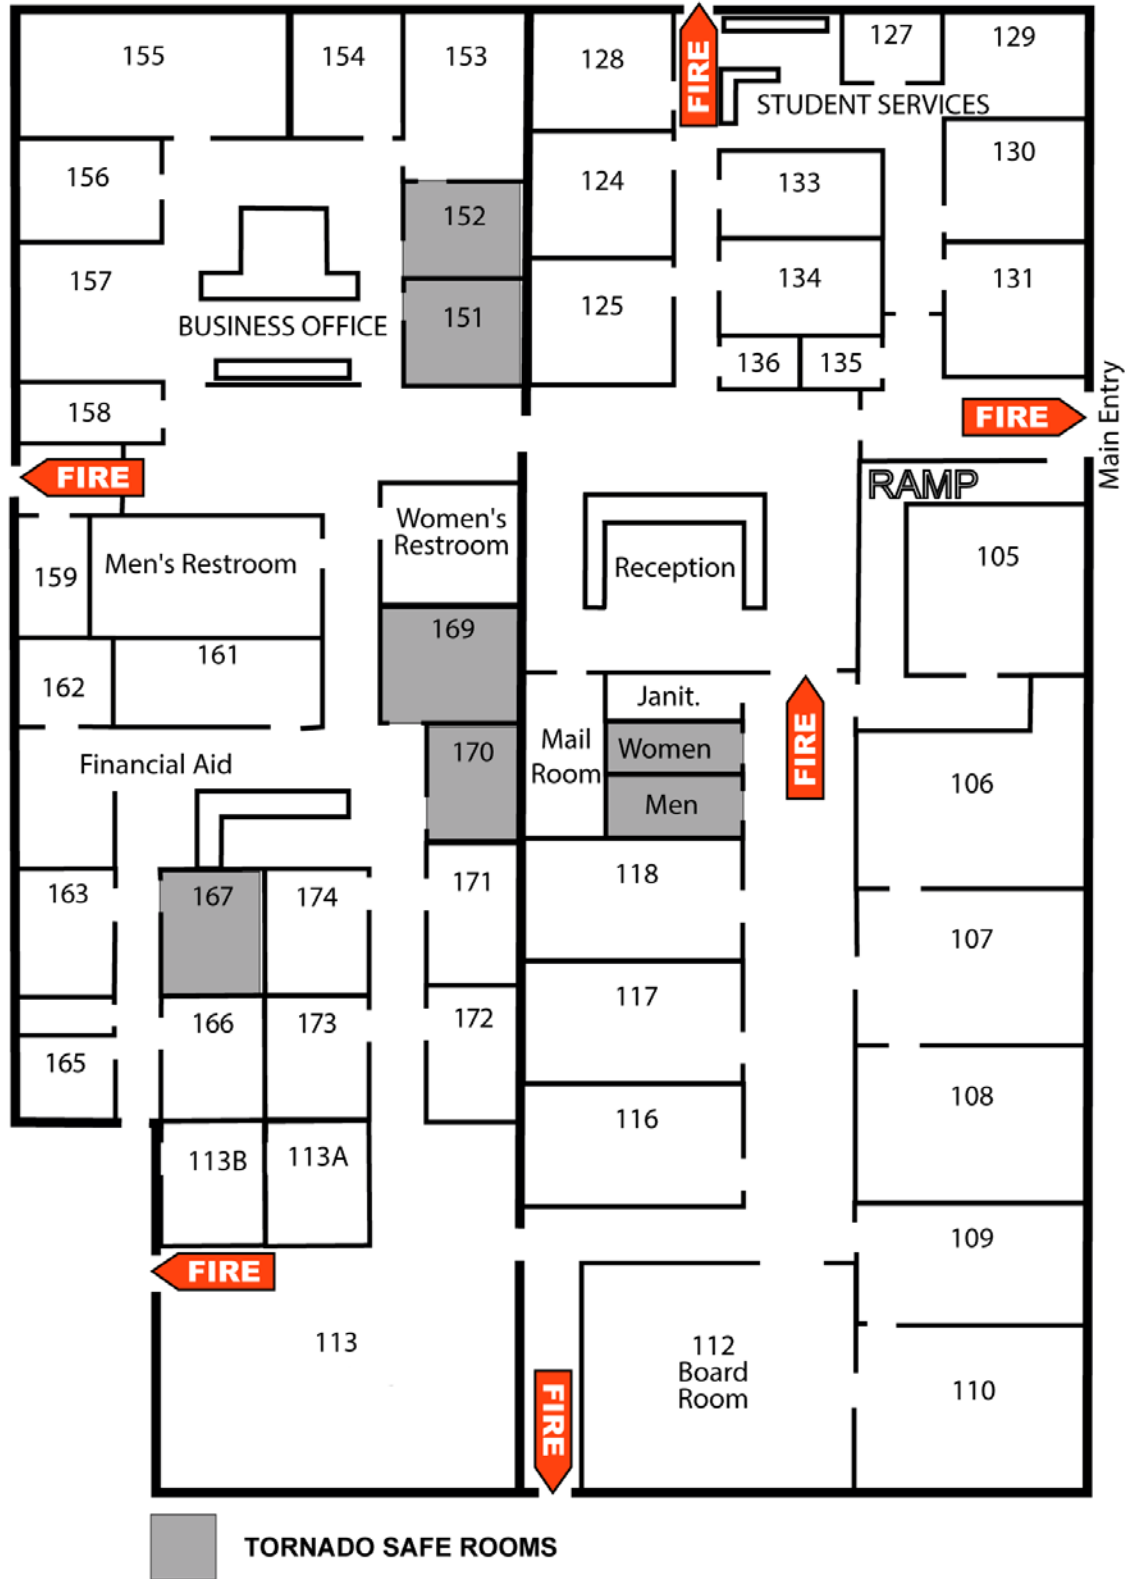 155
154
153
128
FIRE
127
129
STUDENT SERVICES
156
152
124
133
130
157
151
125
134
131
BUSINESS OFFICE
136
135
158
FIRE
Main Entry
FIRE
RAMP
Women's
Restroom
159
Men's Restroom
Reception
105
169
161
162
Janit.
Financial Aid
170
Mail
Room
Women
Men
FIRE
106
163
167
174
171
118
107
166
173
172
117
165
108
116
113B
113A
109
FIRE
113
112
Board
Room
110
FIRE
TORNADO SAFE ROOMS